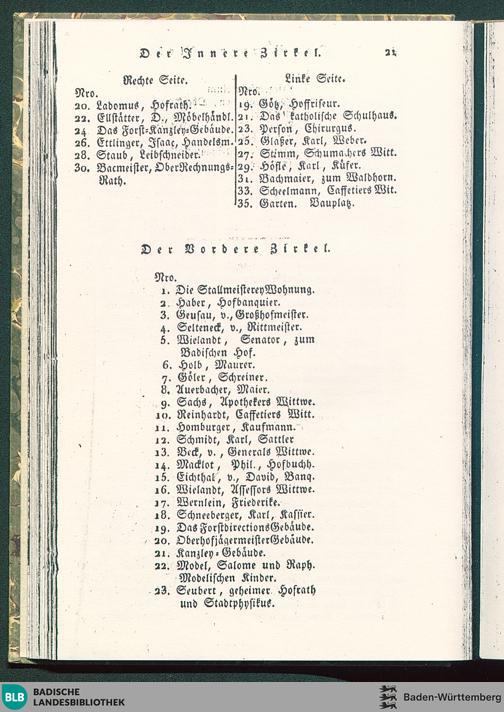 Der Innere Zirkel. 21
Rechte Seite.
Nro.
20. Ladomus, Hofrath.
22. Ellstätter, D., Möbelhändl.
24 Das Forst-Kanzley-Gebäude.
26. Ettlinger, Isaac, Handelsm.
28. Staub, Leibschneider.
30. Bacmeister, OberRechnungs-
Rath.
Linke Seite.
Nro.
19. Götz, Hoffriseur.
21. Das katholische Schulhaus.
23. Person, Chirurgus.
25. Glaßer, Karl, Weber.
27. Stimm, Schumachers Witt.
29. Höfle, Karl, Küfer.
31. Bachmaier, zum Waldhorn.
33. Scheelmann, Caffetiers Wit.
35. Garten. Bauplatz.
Der Vordere Zirkel.
Nro.
1. Die StallmeistereyWohnung.
2. Haber, Hofbanquier.
3. Geusau, v., Großhofmeister.
4. Selteneck, v., Rittmeister.
5. Wielandt, Senator, zum
Badischen Hof.
6. Holb, Maurer.
7. Göler, Schreiner.
8. Auerbacher, Maier.
9. Sachs, Apothekers Wittwe.
10. Reinhardt, Caffetiers Witt.
11. Homburger, Kaufmann.
12. Schmidt, Karl, Sattler
13. Beck, v., Generals Wittwe.
14. Macklot, Phil., Hofbuchh.
15. Eichthal, v., David, Banq.
16. Wielandt, Assessors Wittwe.
17. Wernlein, Friederike.
18. Schneeberger, Karl, Kassier.
19. Das ForstdirectionsGebäude.
20. OberhofjägermeisterGebäude.
21. Kanzley-Gebäude.
22. Model, Salome und Raph.
Modelischen Kinder.
23. Seubert, geheimer Hofrath
und Stadtphysikus.
BLB BADISCHE
LANDESBIBLIOTHEK
Baden-Württemberg